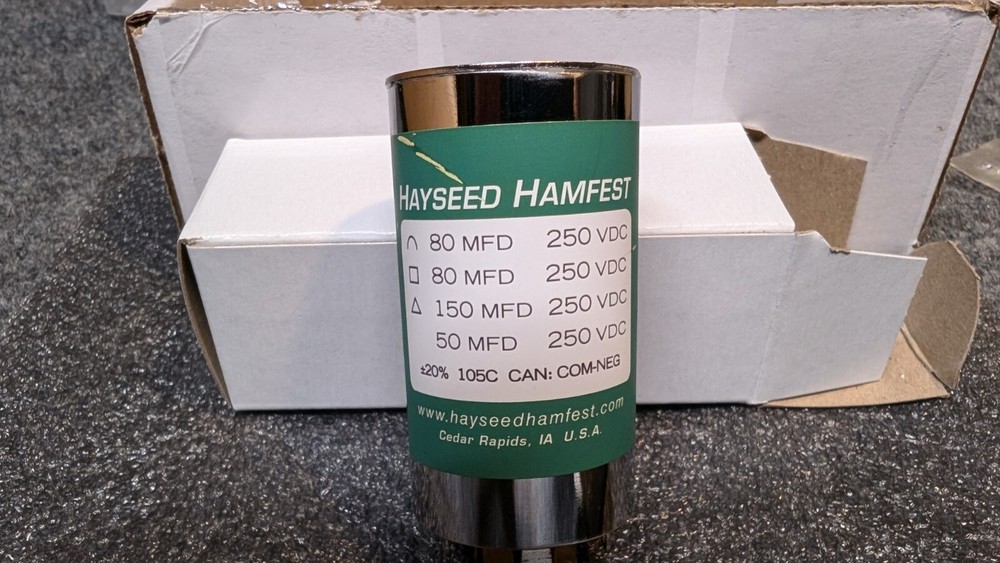 HAYSEED HAMFEST
∩ 80 MFD 250 VDC
□ 80 MFD 250 VDC
△ 150 MFD 250 VDC
50 MFD 250 VDC
±20% 105C CAN: COM-NEG
www.hayseedhamfest.com
Cedar Rapids, IA U.S.A.